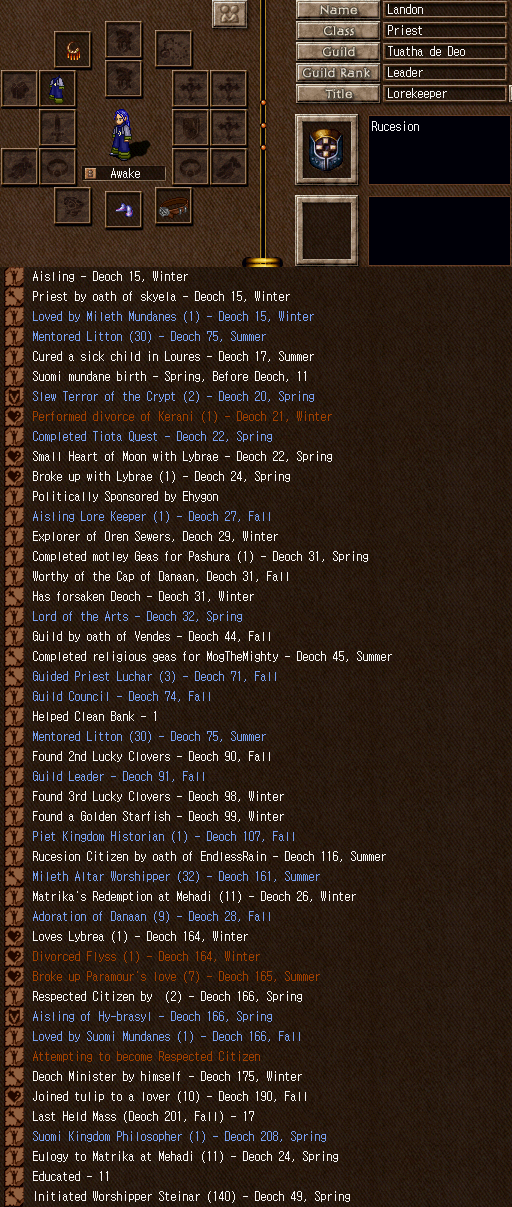 Name Landon
Class Priest
Guild Tuatha de Deo
Guild Rank Leader
Title Lorekeeper
Rucesion
Awake
Aisling - Deoch 15, Winter
Priest by oath of skyela - Deoch 15, Winter
Loved by Mileth Mundanes (1) - Deoch 15, Winter
Mentored Litton (30) - Deoch 75, Summer
Cured a sick child in Loures - Deoch 17, Summer
Suomi mundane birth - Spring, Before Deoch, 11
Slew Terror of the Crypt (2) - Deoch 20, Spring
Performed divorce of Kerani (1) - Deoch 21, Winter
Completed Tiota Quest - Deoch 22, Spring
Small Heart of Moon with Lybrae - Deoch 22, Spring
Broke up with Lybrae (1) - Deoch 24, Spring
Politically Sponsored by Ehygon
Aisling Lore Keeper (1) - Deoch 27, Fall
Explorer of Oren Sewers, Deoch 29, Winter
Completed motley Geas for Pashura (1) - Deoch 31, Spring
Worthy of the Cap of Danaan, Deoch 31, Fall
Has forsaken Deoch - Deoch 31, Winter
Lord of the Arts - Deoch 32, Spring
Guild by oath of Vendes - Deoch 44, Fall
Completed religious geas for MogTheMighty - Deoch 45, Summer
Guided Priest Luchar (3) - Deoch 71, Fall
Guild Council - Deoch 74, Fall
Helped Clean Bank - 1
Mentored Litton (30) - Deoch 75, Summer
Found 2nd Lucky Clovers - Deoch 90, Fall
Guild Leader - Deoch 91, Fall
Found 3rd Lucky Clovers - Deoch 98, Winter
Found a Golden Starfish - Deoch 99, Winter
Piet Kingdom Historian (1) - Deoch 107, Fall
Rucesion Citizen by oath of EndlessRain - Deoch 116, Summer
Mileth Altar Worshipper (32) - Deoch 161, Summer
Matrika's Redemption at Mehadi (11) - Deoch 26, Winter
Adoration of Danaan (9) - Deoch 28, Fall
Loves Lybrea (1) - Deoch 164, Winter
Divorced Flyss (1) - Deoch 164, Winter
Broke up Paramour's love (7) - Deoch 165, Summer
Respected Citizen by  (2) - Deoch 166, Spring
Aisling of Hy-brasyl - Deoch 166, Spring
Loved by Suomi Mundanes (1) - Deoch 166, Fall
Attempting to become Respected Citizen
Deoch Minister by himself - Deoch 175, Winter
Joined tulip to a lover (10) - Deoch 190, Fall
Last Held Mass (Deoch 201, Fall) - 17
Suomi Kingdom Philosopher (1) - Deoch 208, Spring
Eulogy to Matrika at Mehadi (11) - Deoch 24, Spring
Educated - 11
Initiated Worshipper Steinar (140) - Deoch 49, Spring